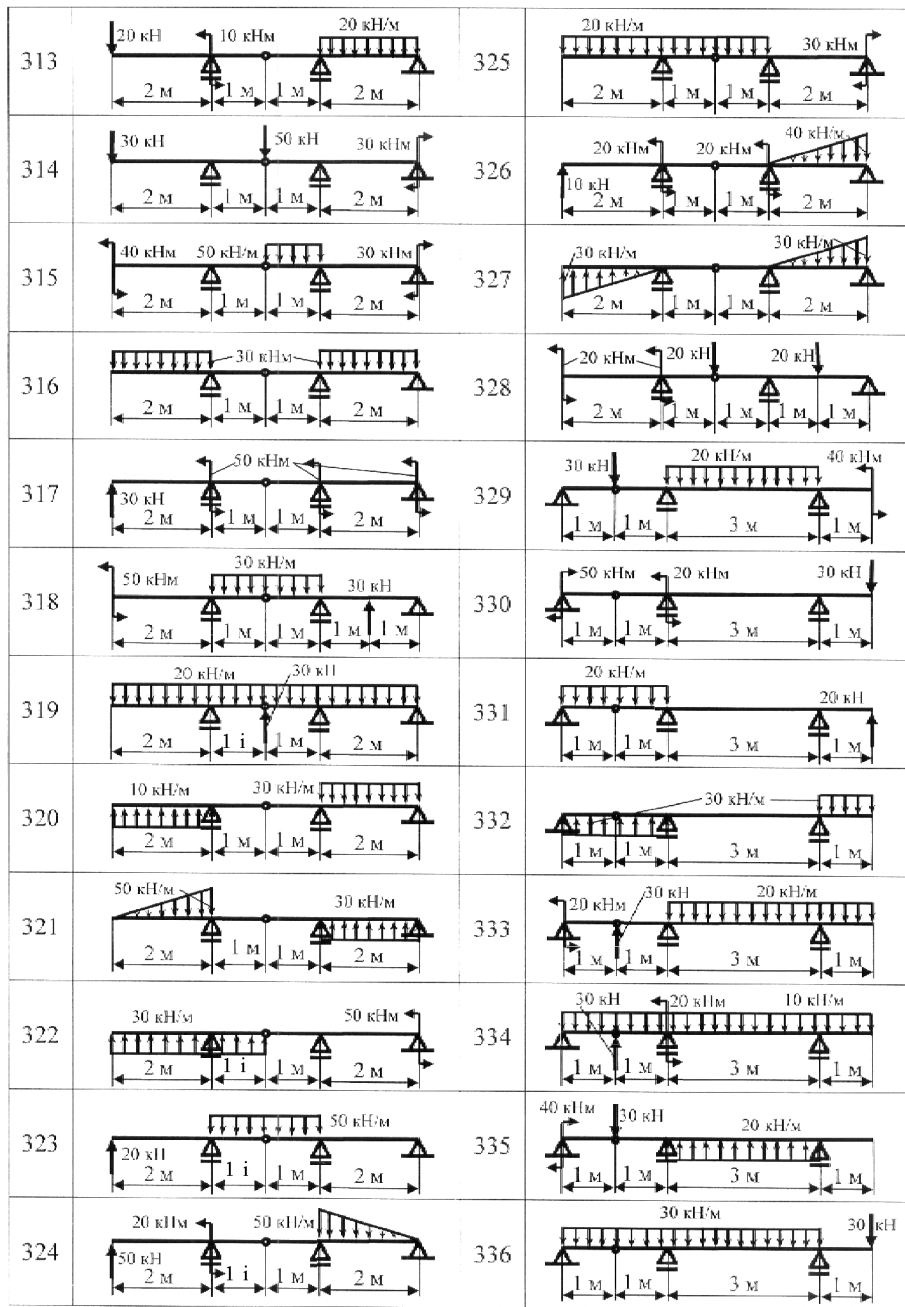 313
20 кН 10 кНм 20 кН/м
2 м 1 м 1 м 2 м
314
30 кН 50 кН 30 кНм
2 м 1 м 1 м 2 м
315
40 кНм 50 кН/м 30 кНм
2 м 1 м 1 м 2 м
316
30 кНм
2 м 1 м 1 м 2 м
317
50 кНм
30 кН
2 м 1 м 1 м 2 м
318
50 кНм 30 кН/м 30 кН
2 м 1 м 1 м 1 м 1 м
319
20 кН/м 30 кН
2 м 1 і 1 м 2 м
320
10 кН/м 30 кН/м
2 м 1 м 1 м 2 м
321
50 кН/м 30 кН/м
2 м 1 м 1 м 2 м
322
30 кН/м 50 кНм
2 м 1 і 1 м 2 м
323
50 кН/м
20 кН
2 м 1 і 1 м 2 м
324
20 кНм 50 кН/м
50 кН
2 м 1 і 1 м 2 м
325
20 кН/м 30 кНм
2 м 1 м 1 м 2 м
326
20 кНм 20 кНм 40 кН/м
10 кН
2 м 1 м 1 м 2 м
327
30 кН/м 30 кН/м
2 м 1 м 1 м 2 м
328
20 кНм 20 кН 20 кН
2 м 1 м 1 м 1 м 1 м
329
30 кН 20 кН/м 40 кНм
1 м 1 м 3 м 1 м
330
50 кНм 20 кНм 30 кН
1 м 1 м 3 м 1 м
331
20 кН/м 20 кН
1 м 1 м 3 м 1 м
332
30 кН/м
1 м 1 м 3 м 1 м
333
20 кНм 30 кН 20 кН/м
1 м 1 м 3 м 1 м
334
30 кН 20 кНм 10 кН/м
1 м 1 м 3 м 1 м
335
40 кНм 30 кН 20 кН/м
1 м 1 м 3 м 1 м
336
30 кН/м 30 кН
1 м 1 м 3 м 1 м